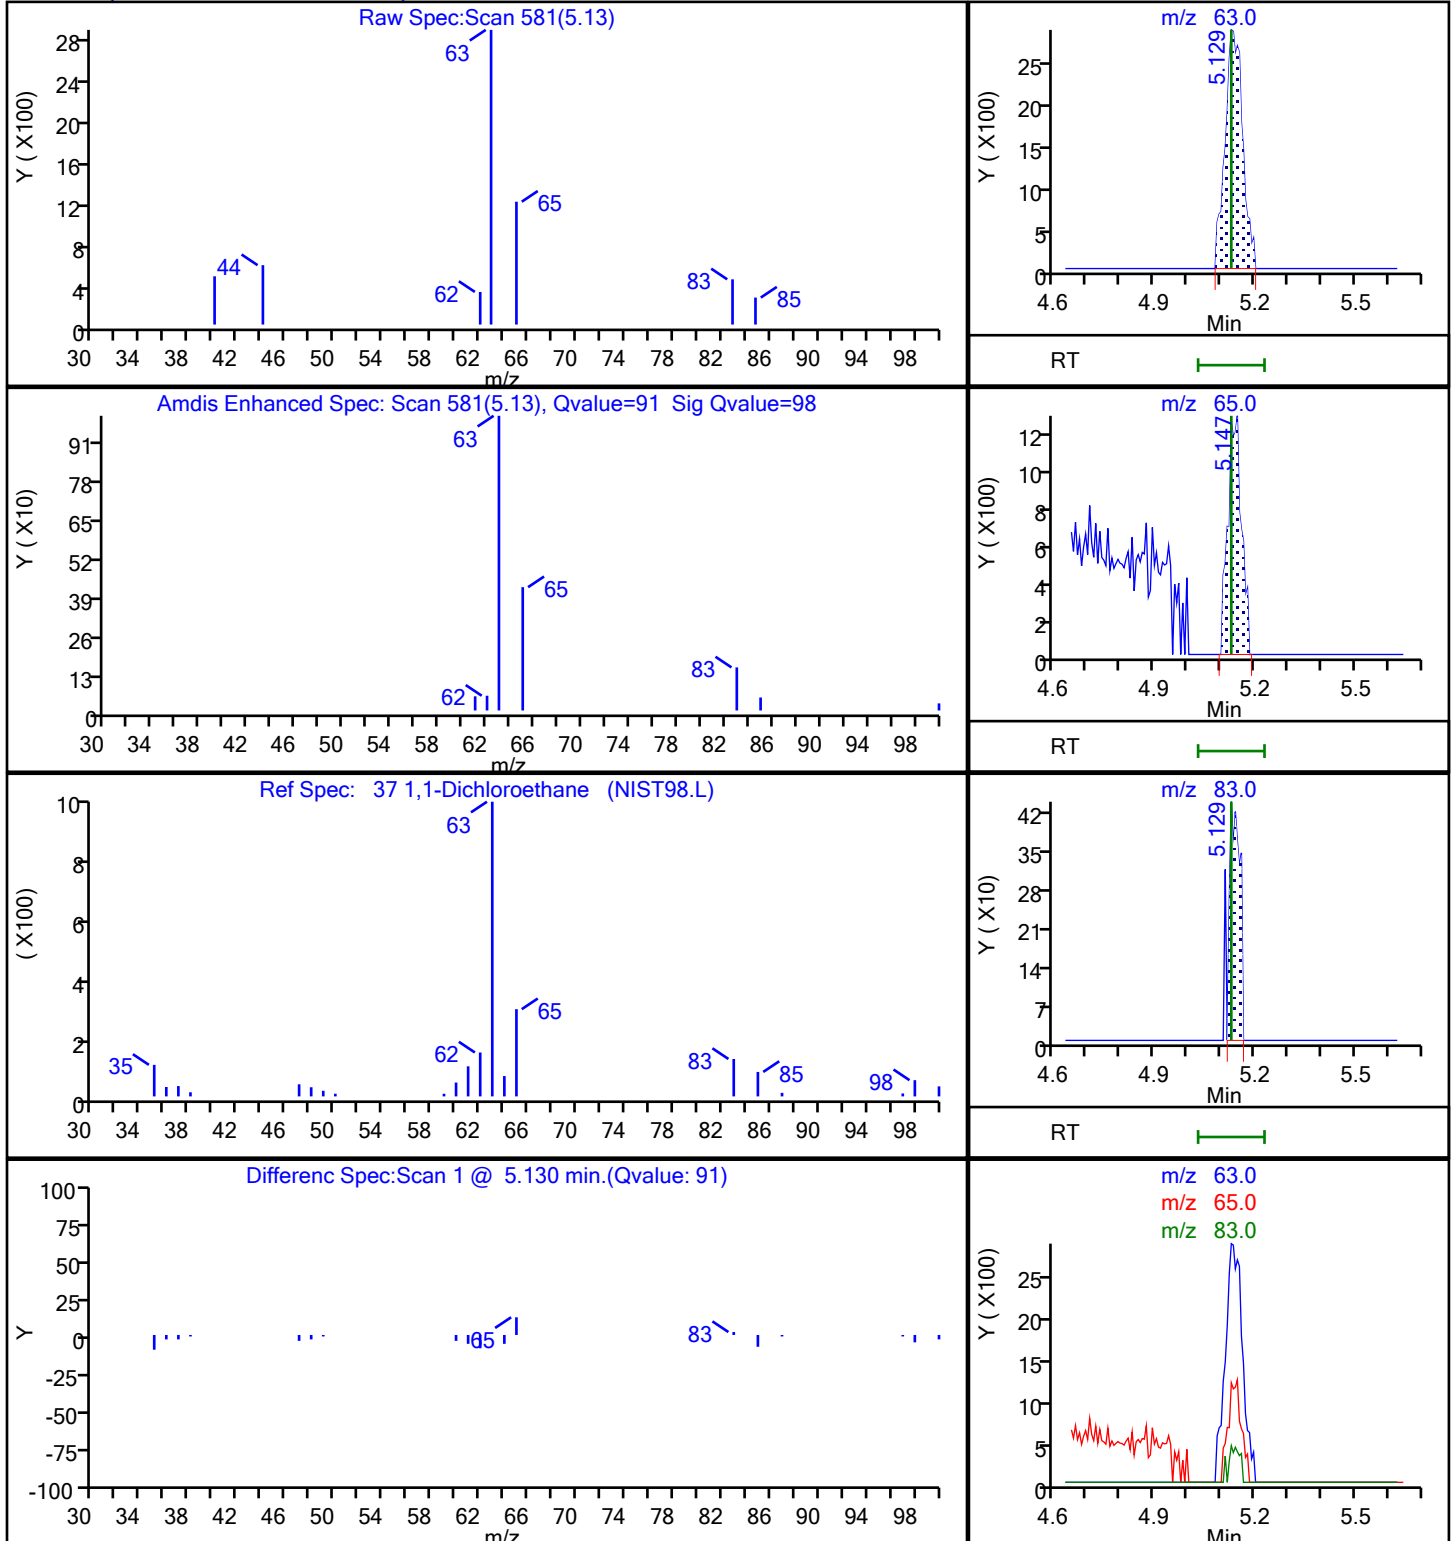 Raw Spec:Scan 581(5.13)
28
24
20
16
12
8
4
0
Y ( X100)
63
65
44
62
83
85
30 34 38 42 46 50 54 58 62 66 70 74 78 82 86 90 94 98
m/z
m/z 63.0
25
20
15
10
5
0
Y ( X100)
5.129
4.6 4.9 5.2 5.5
Min
RT
Amdis Enhanced Spec: Scan 581(5.13), Qvalue=91 Sig Qvalue=98
91
78
65
52
39
26
13
0
Y ( X10)
63
65
83
62
30 34 38 42 46 50 54 58 62 66 70 74 78 82 86 90 94 98
m/z
m/z 65.0
12
10
8
6
4
2
0
Y ( X100)
5.147
4.6 4.9 5.2 5.5
Min
RT
Ref Spec: 37 1,1-Dichloroethane (NIST98.L)
10
8
6
4
2
0
( X100)
63
65
35
62
83
85
98
30 34 38 42 46 50 54 58 62 66 70 74 78 82 86 90 94 98
m/z 83.0
42
35
28
21
14
7
0
Y ( X10)
5.129
4.6 4.9 5.2 5.5
Min
RT
Differenc Spec:Scan 1 @ 5.130 min.(Qvalue: 91)
100
75
50
25
0
-25
-50
-75
-100
Y
65
83
30 34 38 42 46 50 54 58 62 66 70 74 78 82 86 90 94 98
m/z
m/z 63.0
m/z 65.0
m/z 83.0
25
20
15
10
5
0
Y ( X100)
4.6 4.9 5.2 5.5
Min